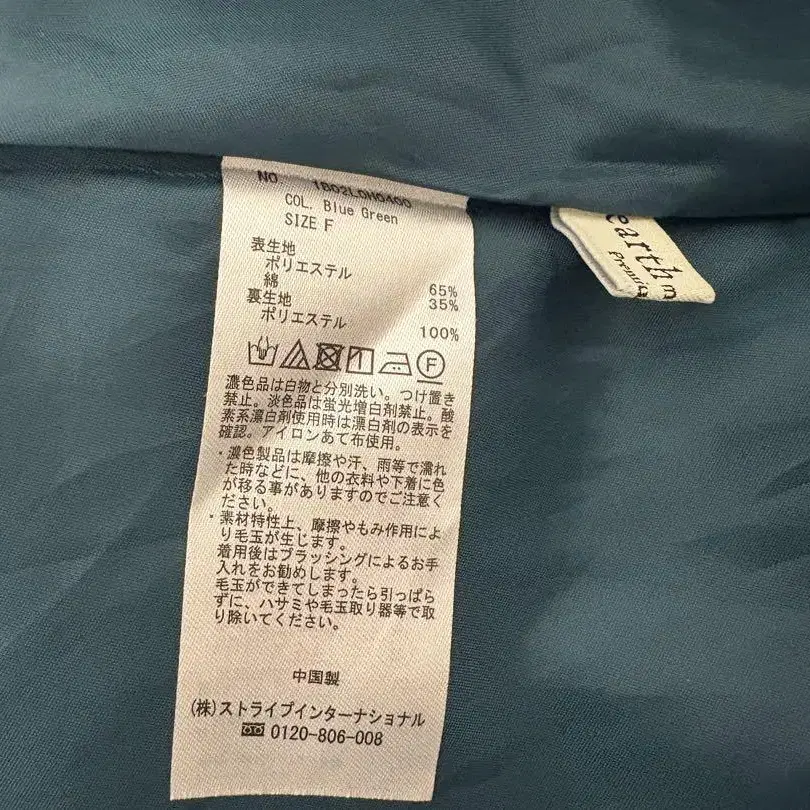 NO. 1B02L0H0400
COL. Blue Green
SIZE F
表生地
ポリエステル 65%
綿 35%
裏生地
ポリエステル 100%
F
濃色品は白物と分別洗い。つけ置き
禁止。淡色品は蛍光増白剤禁止。酸
素系漂白剤使用時は漂白剤の表示を
確認。アイロンあて布使用。
・濃色製品は摩擦や汗、雨等で濡れ
た時などに、他の衣料や下着に色
が移る事がありますのでご注意く
ださい。
・素材特性上、摩擦やもみ作用によ
り毛玉が生じます。
着用後はブラッシングによるお手
入れをお勧めします。
毛玉ができてしまったら引っぱら
ずに、ハサミや毛玉取り器等で取
り除いてください。
中国製
(株)ストライプインターナショナル
0120-806-008
earth m
Premiu